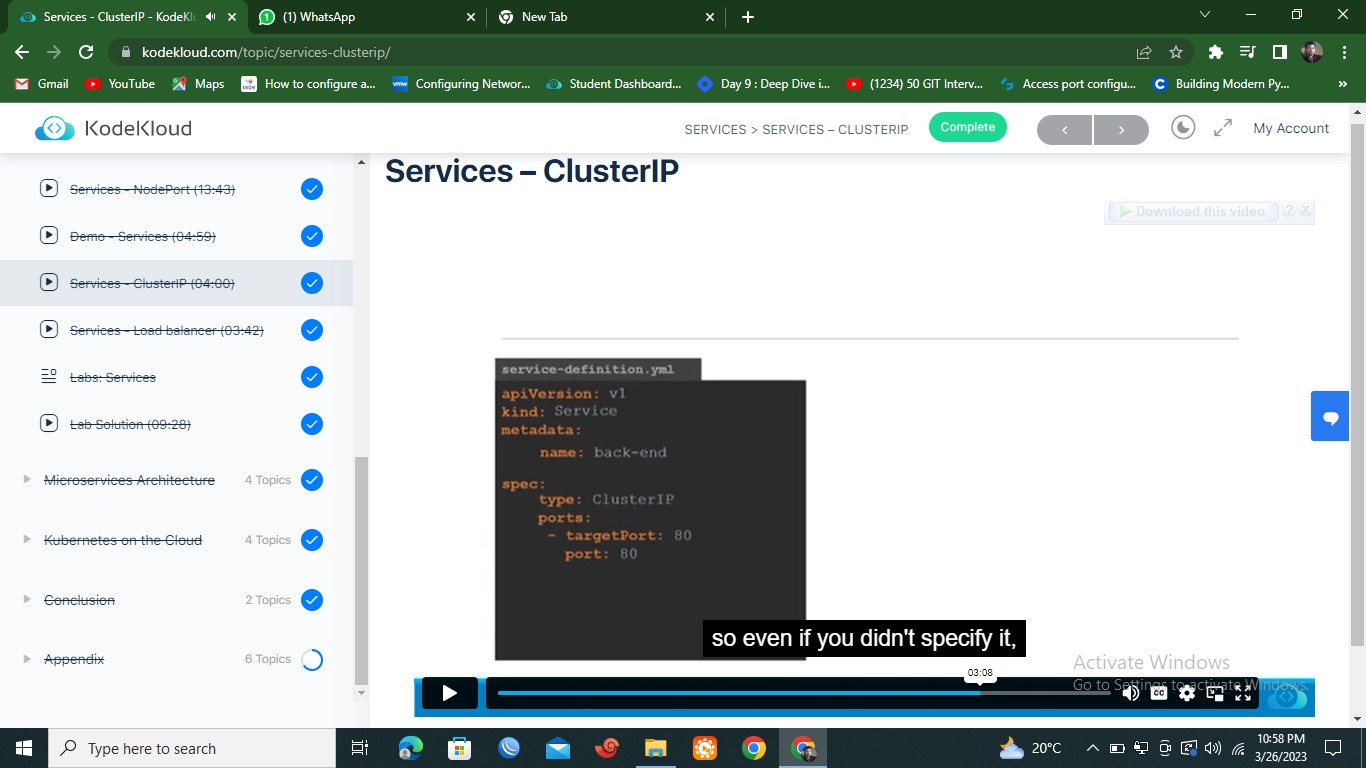 Services - ClusterIP - KodeKl
(1) WhatsApp
New Tab
kodekloud.com/topic/services-clusterip/
Gmail
YouTube
Maps
How to configure a...
Configuring Networ...
Student Dashboard...
Day 9 : Deep Dive i...
(1234) 50 GIT Interv...
Access port configu...
Building Modern Py...
KodeKloud
SERVICES > SERVICES – CLUSTERIP
Complete
My Account
Services - NodePort (13:43)
Demo - Services (04:59)
Services - ClusterIP (04:00)
Services - Load balancer (03:42)
Labs: Services
Lab Solution (09:28)
Microservices Architecture 4 Topics
Kubernetes on the Cloud 4 Topics
Conclusion 2 Topics
Appendix 6 Topics
Services – ClusterIP
Download this video ? X
service-definition.yml
apiVersion: v1
kind: Service
metadata:
name: back-end
spec:
type: ClusterIP
ports:
- targetPort: 80
port: 80
so even if you didn't specify it,
03:08
CC
Activate Windows
Go to Settings to activate Windows.
Type here to search
20°C
10:58 PM
3/26/2023